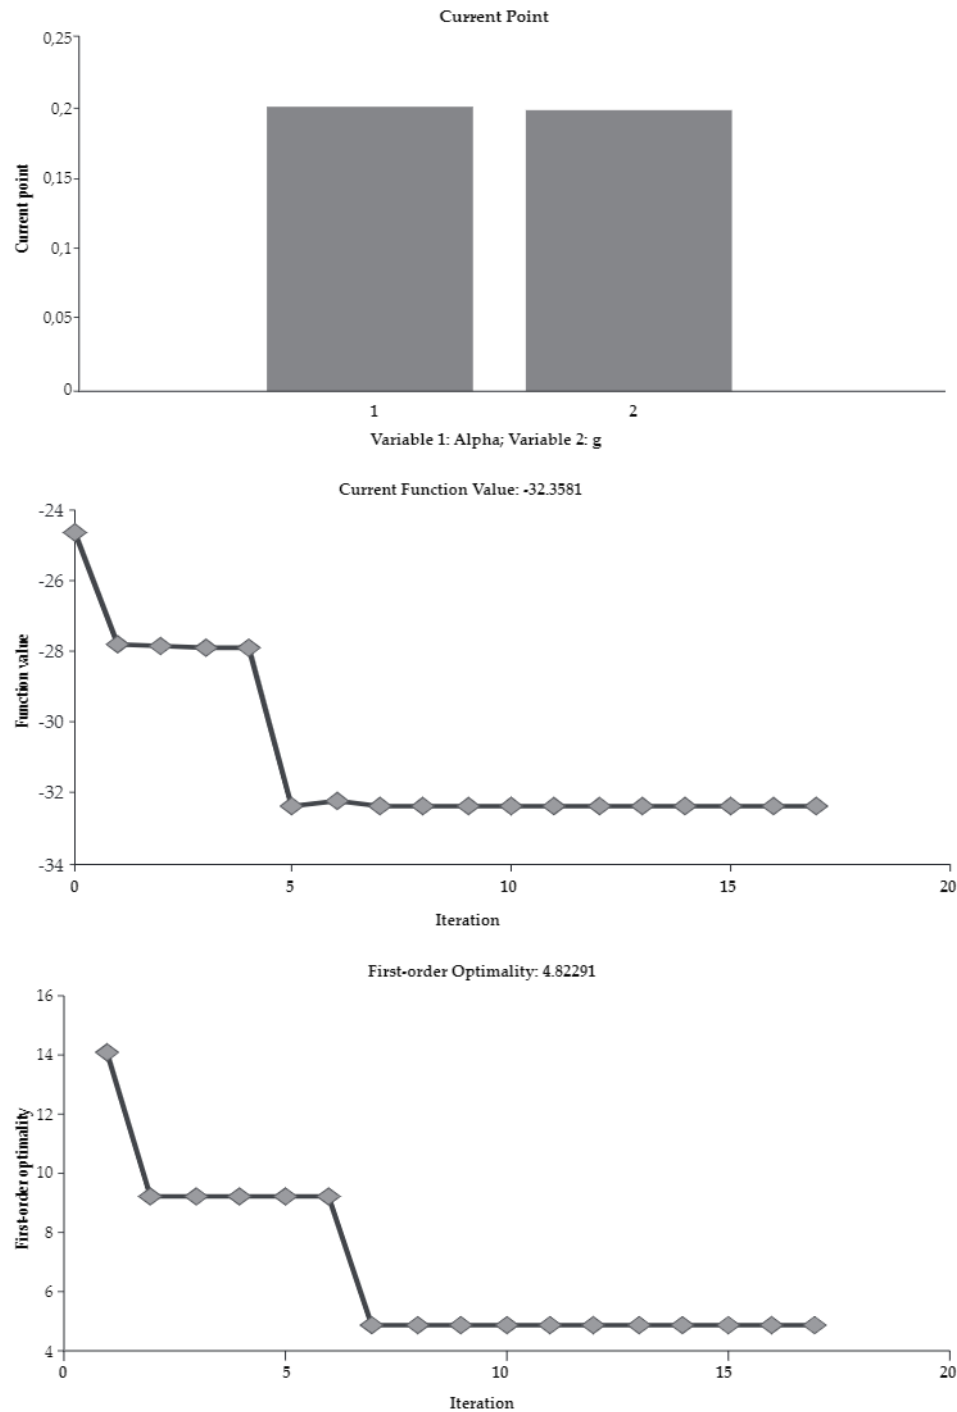 Current Point
0,25
0,2
0,15
0,1
0,05
0
Current point
1 2
Variable 1: Alpha; Variable 2: g
Current Function Value: -32.3581
-24
-26
-28
-30
-32
-34
Function value
0 5 10 15 20
Iteration
First-order Optimality: 4.82291
16
14
12
10
8
6
4
First-order optimality
0 5 10 15 20
Iteration